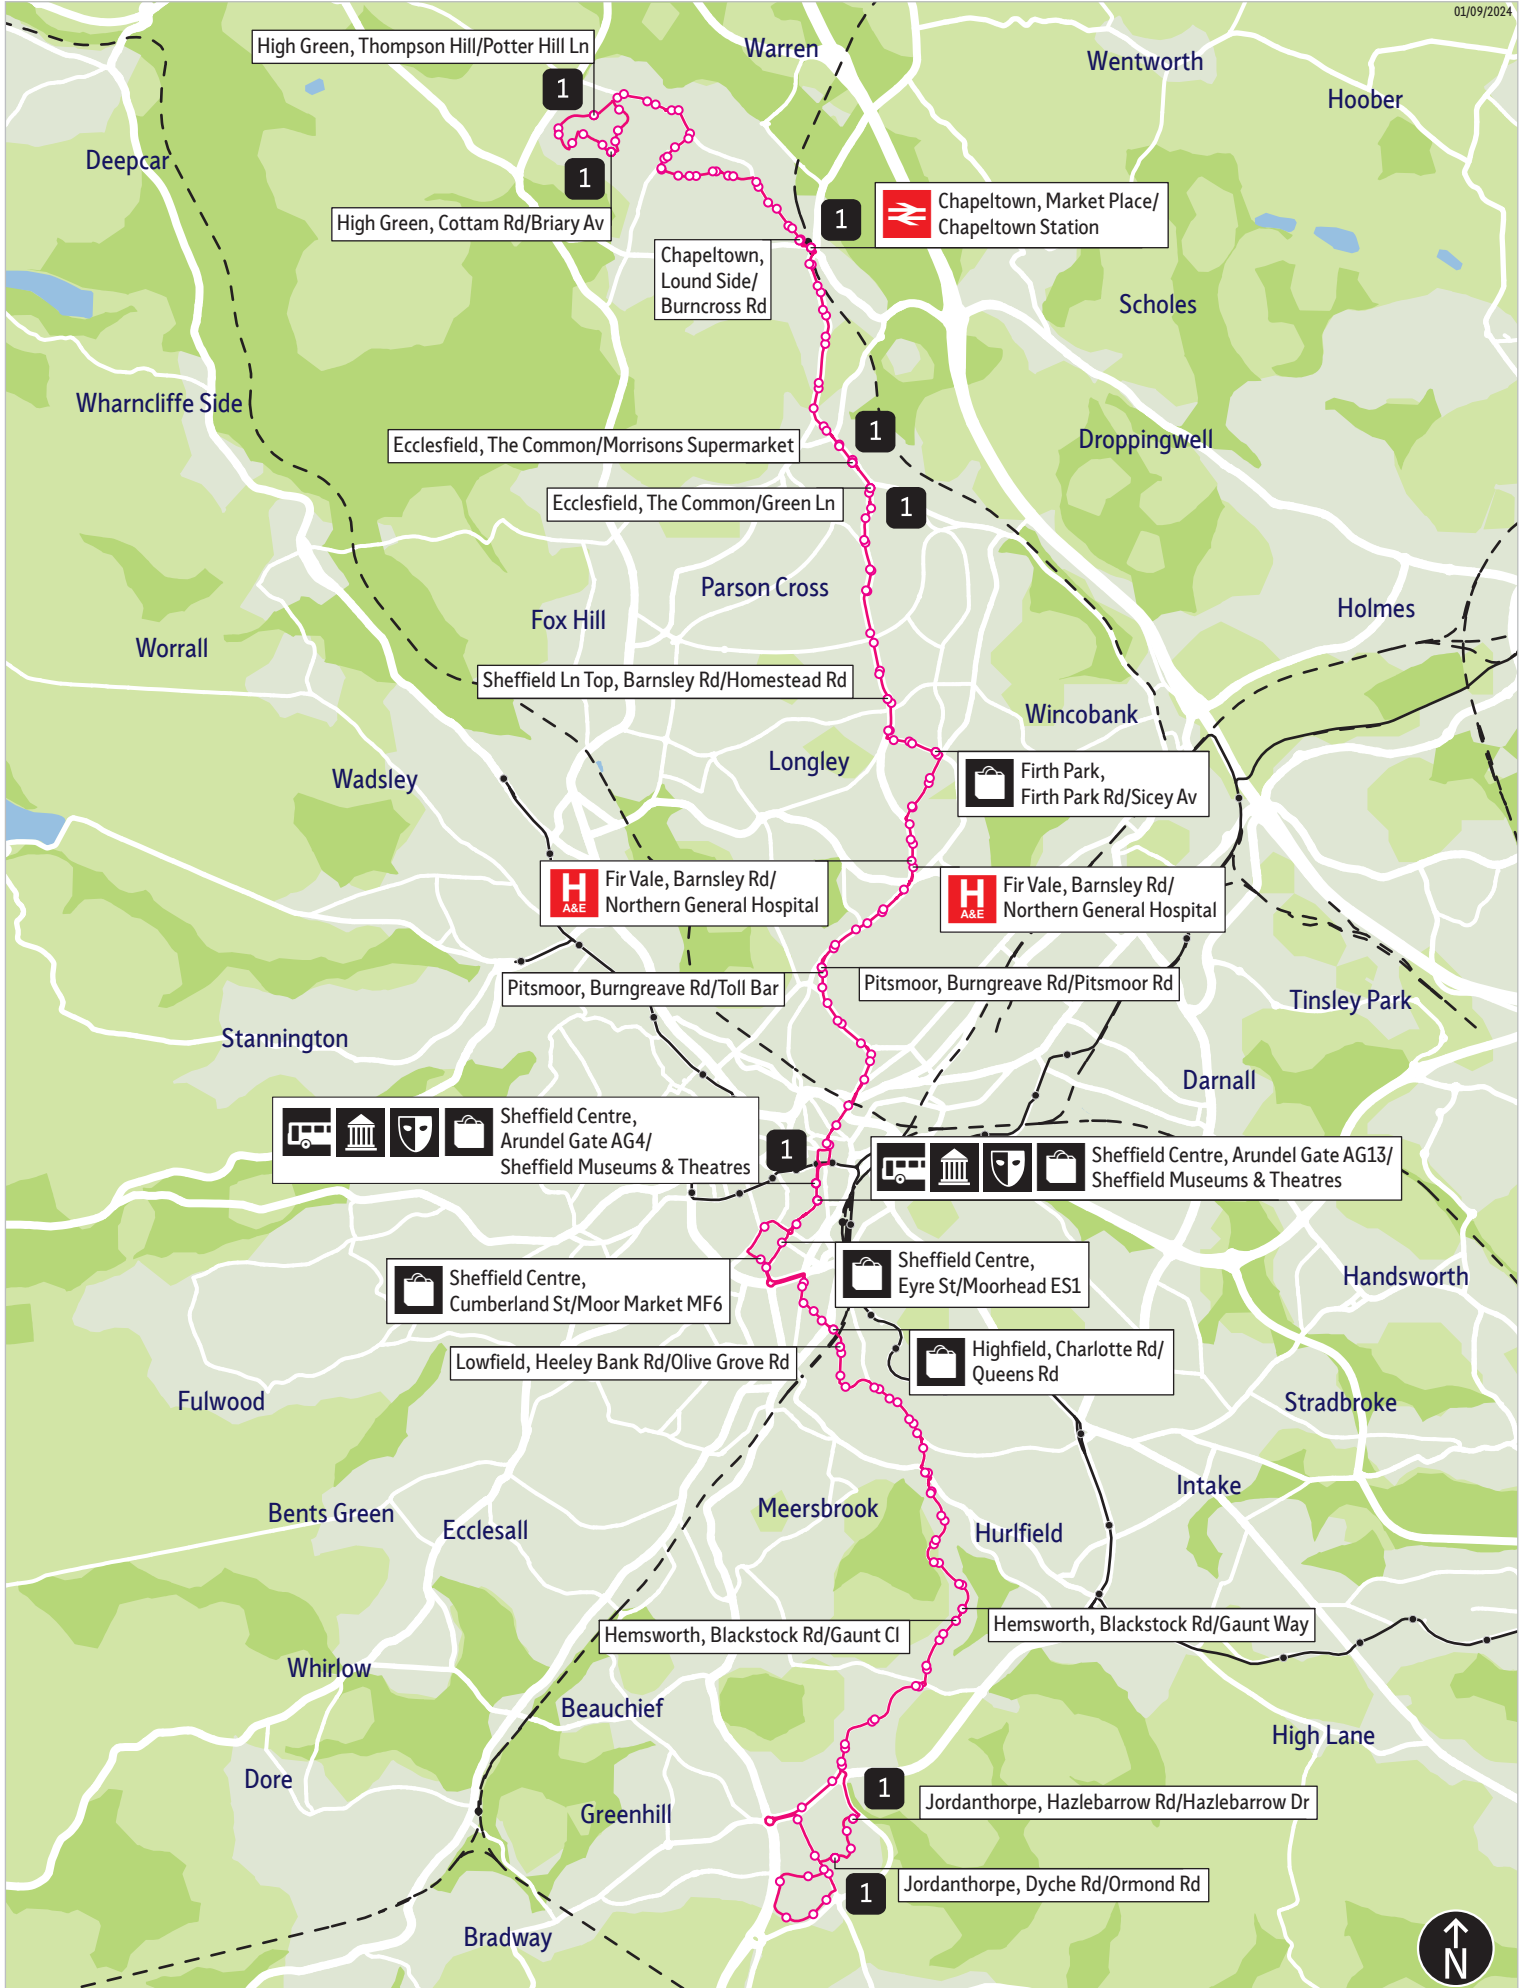 01/09/2024
High Green, Thompson Hill/Potter Hill Ln
Warren
Wentworth
Hoober
1
Deepcar
1
High Green, Cottam Rd/Briary Av
1
Chapeltown, Market Place/
Chapeltown Station
Chapeltown,
Lound Side/
Burncross Rd
Scholes
Wharncliffe Side
1
Ecclesfield, The Common/Morrisons Supermarket
Droppingwell
Ecclesfield, The Common/Green Ln
1
Parson Cross
Fox Hill
Holmes
Worrall
Sheffield Ln Top, Barnsley Rd/Homestead Rd
Wincobank
Longley
Wadsley
Firth Park,
Firth Park Rd/Sicey Av
H
A&E
Fir Vale, Barnsley Rd/
Northern General Hospital
H
A&E
Fir Vale, Barnsley Rd/
Northern General Hospital
Pitsmoor, Burngreave Rd/Toll Bar
Pitsmoor, Burngreave Rd/Pitsmoor Rd
Tinsley Park
Stannington
Darnall
Sheffield Centre,
Arundel Gate AG4/
Sheffield Museums & Theatres
1
Sheffield Centre, Arundel Gate AG13/
Sheffield Museums & Theatres
Sheffield Centre,
Cumberland St/Moor Market MF6
Sheffield Centre,
Eyre St/Moorhead ES1
Handsworth
Lowfield, Heeley Bank Rd/Olive Grove Rd
Highfield, Charlotte Rd/
Queens Rd
Fulwood
Stradbroke
Intake
Bents Green
Meersbrook
Ecclesall
Hurlfield
Hemsworth, Blackstock Rd/Gaunt Cl
Hemsworth, Blackstock Rd/Gaunt Way
Whirlow
Beauchief
High Lane
Dore
1
Jordanthorpe, Hazlebarrow Rd/Hazlebarrow Dr
Greenhill
1
Jordanthorpe, Dyche Rd/Ormond Rd
Bradway
N